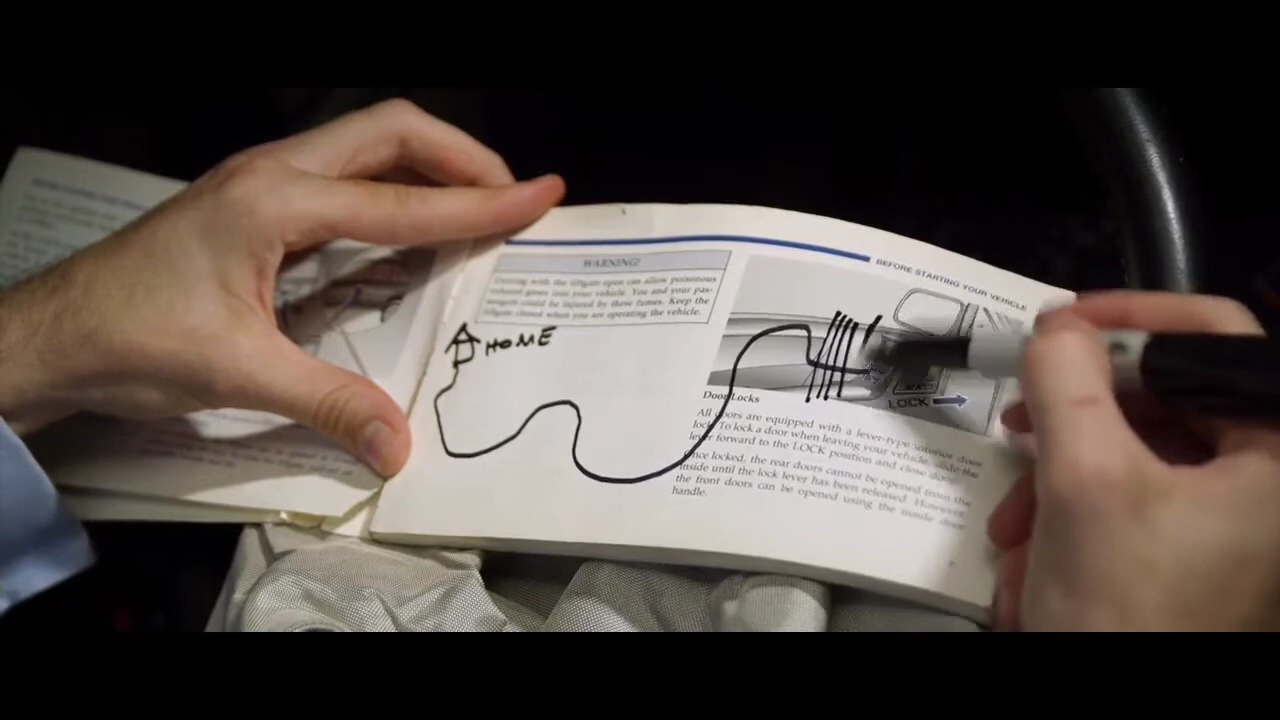 BEFORE STARTING YOUR VEHICLE
WARNING!
Driving with the liftgate open can allow poisonous
exhaust gases into your vehicle. You and your pas-
sengers could be injured by these fumes. Keep the
liftgate closed when you are operating the vehicle.
HOME
LOCK
Door Locks
All doors are equipped with a lever-type interior door
lock. To lock a door when leaving your vehicle, slide the
lever forward to the LOCK position and close door.
Once locked, the rear doors cannot be opened from the
inside until the lock lever has been released. However,
the front doors can be opened using the inside door
handle.